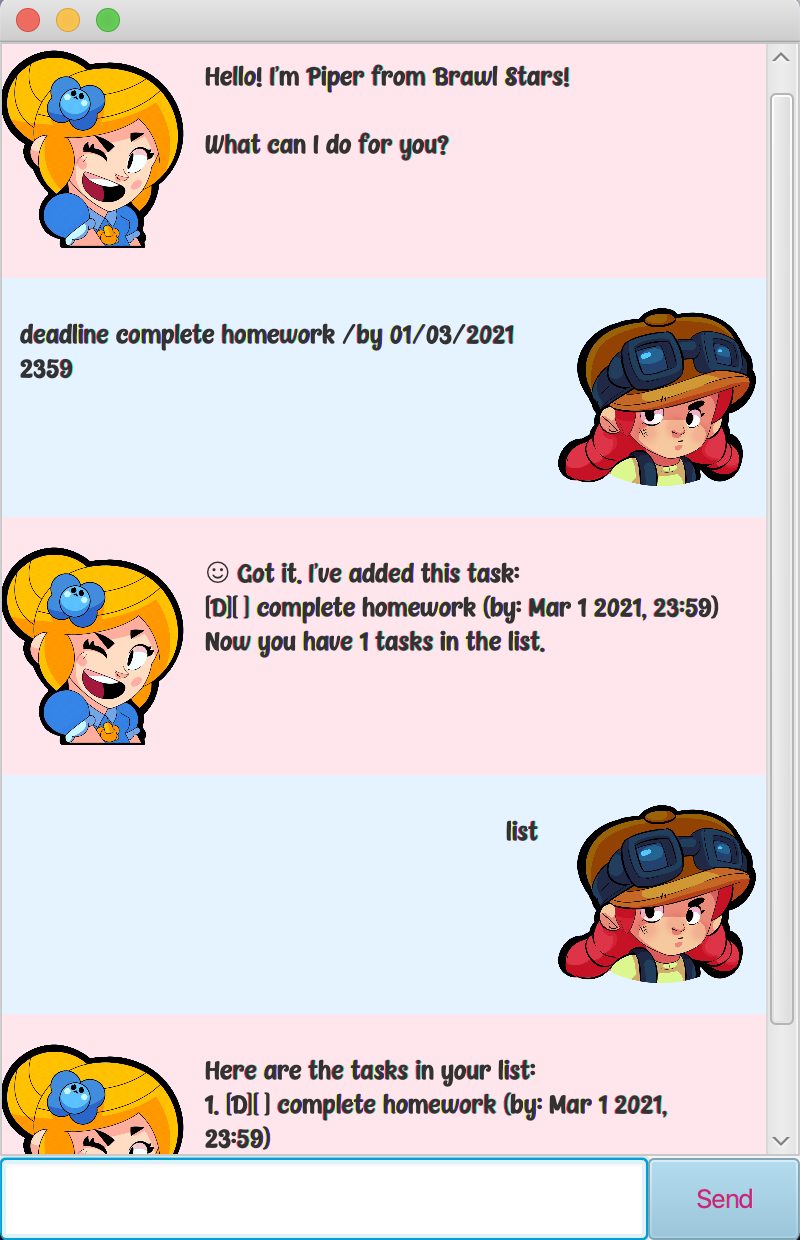 Hello! I'm Piper from Brawl Stars!
What can I do for you?
deadline complete homework /by 01/03/2021
2359
☺ Got it. I've added this task:
[D][ ] complete homework (by: Mar 1 2021, 23:59)
Now you have 1 tasks in the list.
list
Here are the tasks in your list:
1. [D][ ] complete homework (by: Mar 1 2021,
23:59)
Send